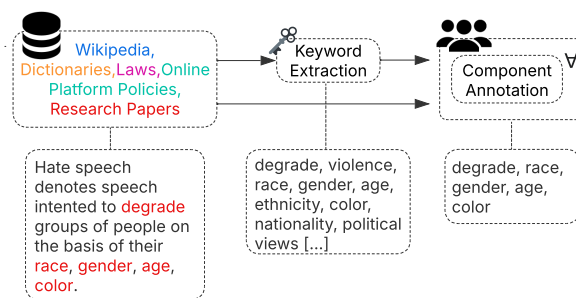 Wikipedia,
Dictionaries,Laws,Online
Platform Policies,
Research Papers
Keyword
Extraction
Component
Annotation
∀
Hate speech
denotes speech
intented to degrade
groups of people on
the basis of their
race, gender, age,
color.
degrade, violence,
race, gender, age,
ethnicity, color,
nationality, political
views [...]
degrade, race,
gender, age,
color